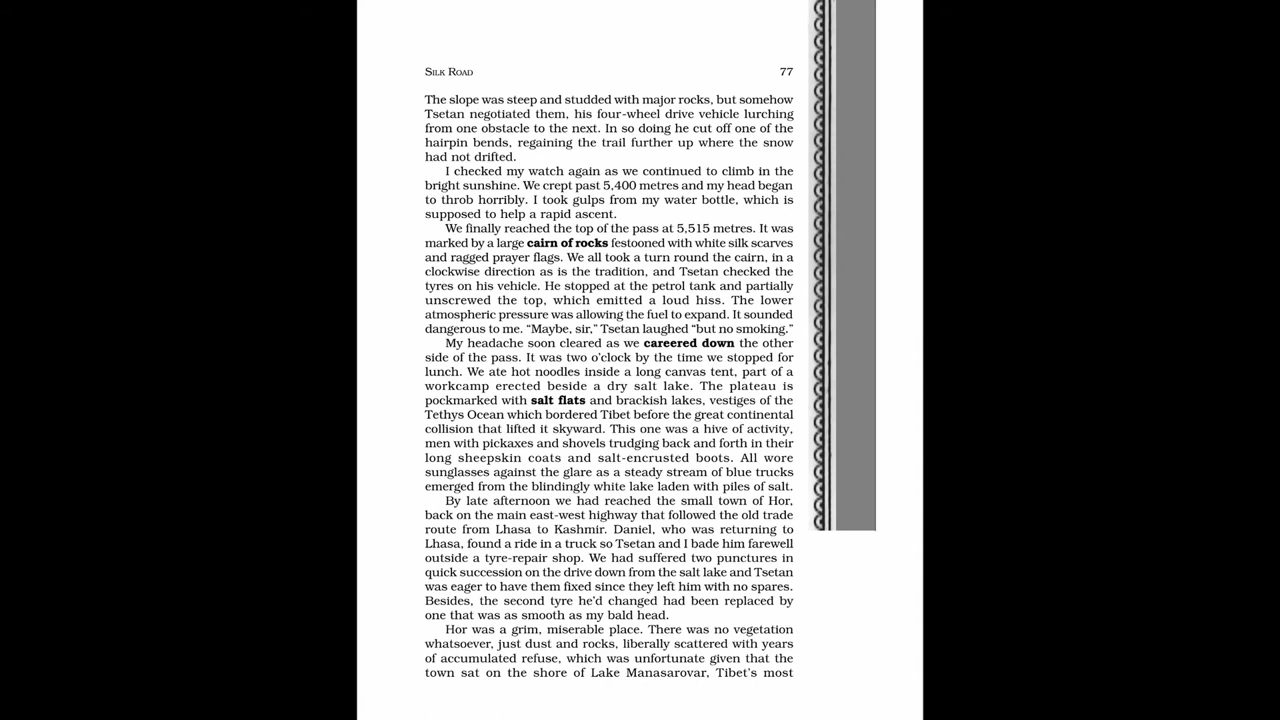 SILK ROAD 77
The slope was steep and studded with major rocks, but somehow
Tsetan negotiated them, his four-wheel drive vehicle lurching
from one obstacle to the next. In so doing he cut off one of the
hairpin bends, regaining the trail further up where the snow
had not drifted.
I checked my watch again as we continued to climb in the
bright sunshine. We crept past 5,400 metres and my head began
to throb horribly. I took gulps from my water bottle, which is
supposed to help a rapid ascent.
We finally reached the top of the pass at 5,515 metres. It was
marked by a large cairn of rocks festooned with white silk scarves
and ragged prayer flags. We all took a turn round the cairn, in a
clockwise direction as is the tradition, and Tsetan checked the
tyres on his vehicle. He stopped at the petrol tank and partially
unscrewed the top, which emitted a loud hiss. The lower
atmospheric pressure was allowing the fuel to expand. It sounded
dangerous to me. “Maybe, sir,” Tsetan laughed “but no smoking.”
My headache soon cleared as we careered down the other
side of the pass. It was two o’clock by the time we stopped for
lunch. We ate hot noodles inside a long canvas tent, part of a
workcamp erected beside a dry salt lake. The plateau is
pockmarked with salt flats and brackish lakes, vestiges of the
Tethys Ocean which bordered Tibet before the great continental
collision that lifted it skyward. This one was a hive of activity,
men with pickaxes and shovels trudging back and forth in their
long sheepskin coats and salt-encrusted boots. All wore
sunglasses against the glare as a steady stream of blue trucks
emerged from the blindingly white lake laden with piles of salt.
By late afternoon we had reached the small town of Hor,
back on the main east-west highway that followed the old trade
route from Lhasa to Kashmir. Daniel, who was returning to
Lhasa, found a ride in a truck so Tsetan and I bade him farewell
outside a tyre-repair shop. We had suffered two punctures in
quick succession on the drive down from the salt lake and Tsetan
was eager to have them fixed since they left him with no spares.
Besides, the second tyre he’d changed had been replaced by
one that was as smooth as my bald head.
Hor was a grim, miserable place. There was no vegetation
whatsoever, just dust and rocks, liberally scattered with years
of accumulated refuse, which was unfortunate given that the
town sat on the shore of Lake Manasarovar, Tibet’s most